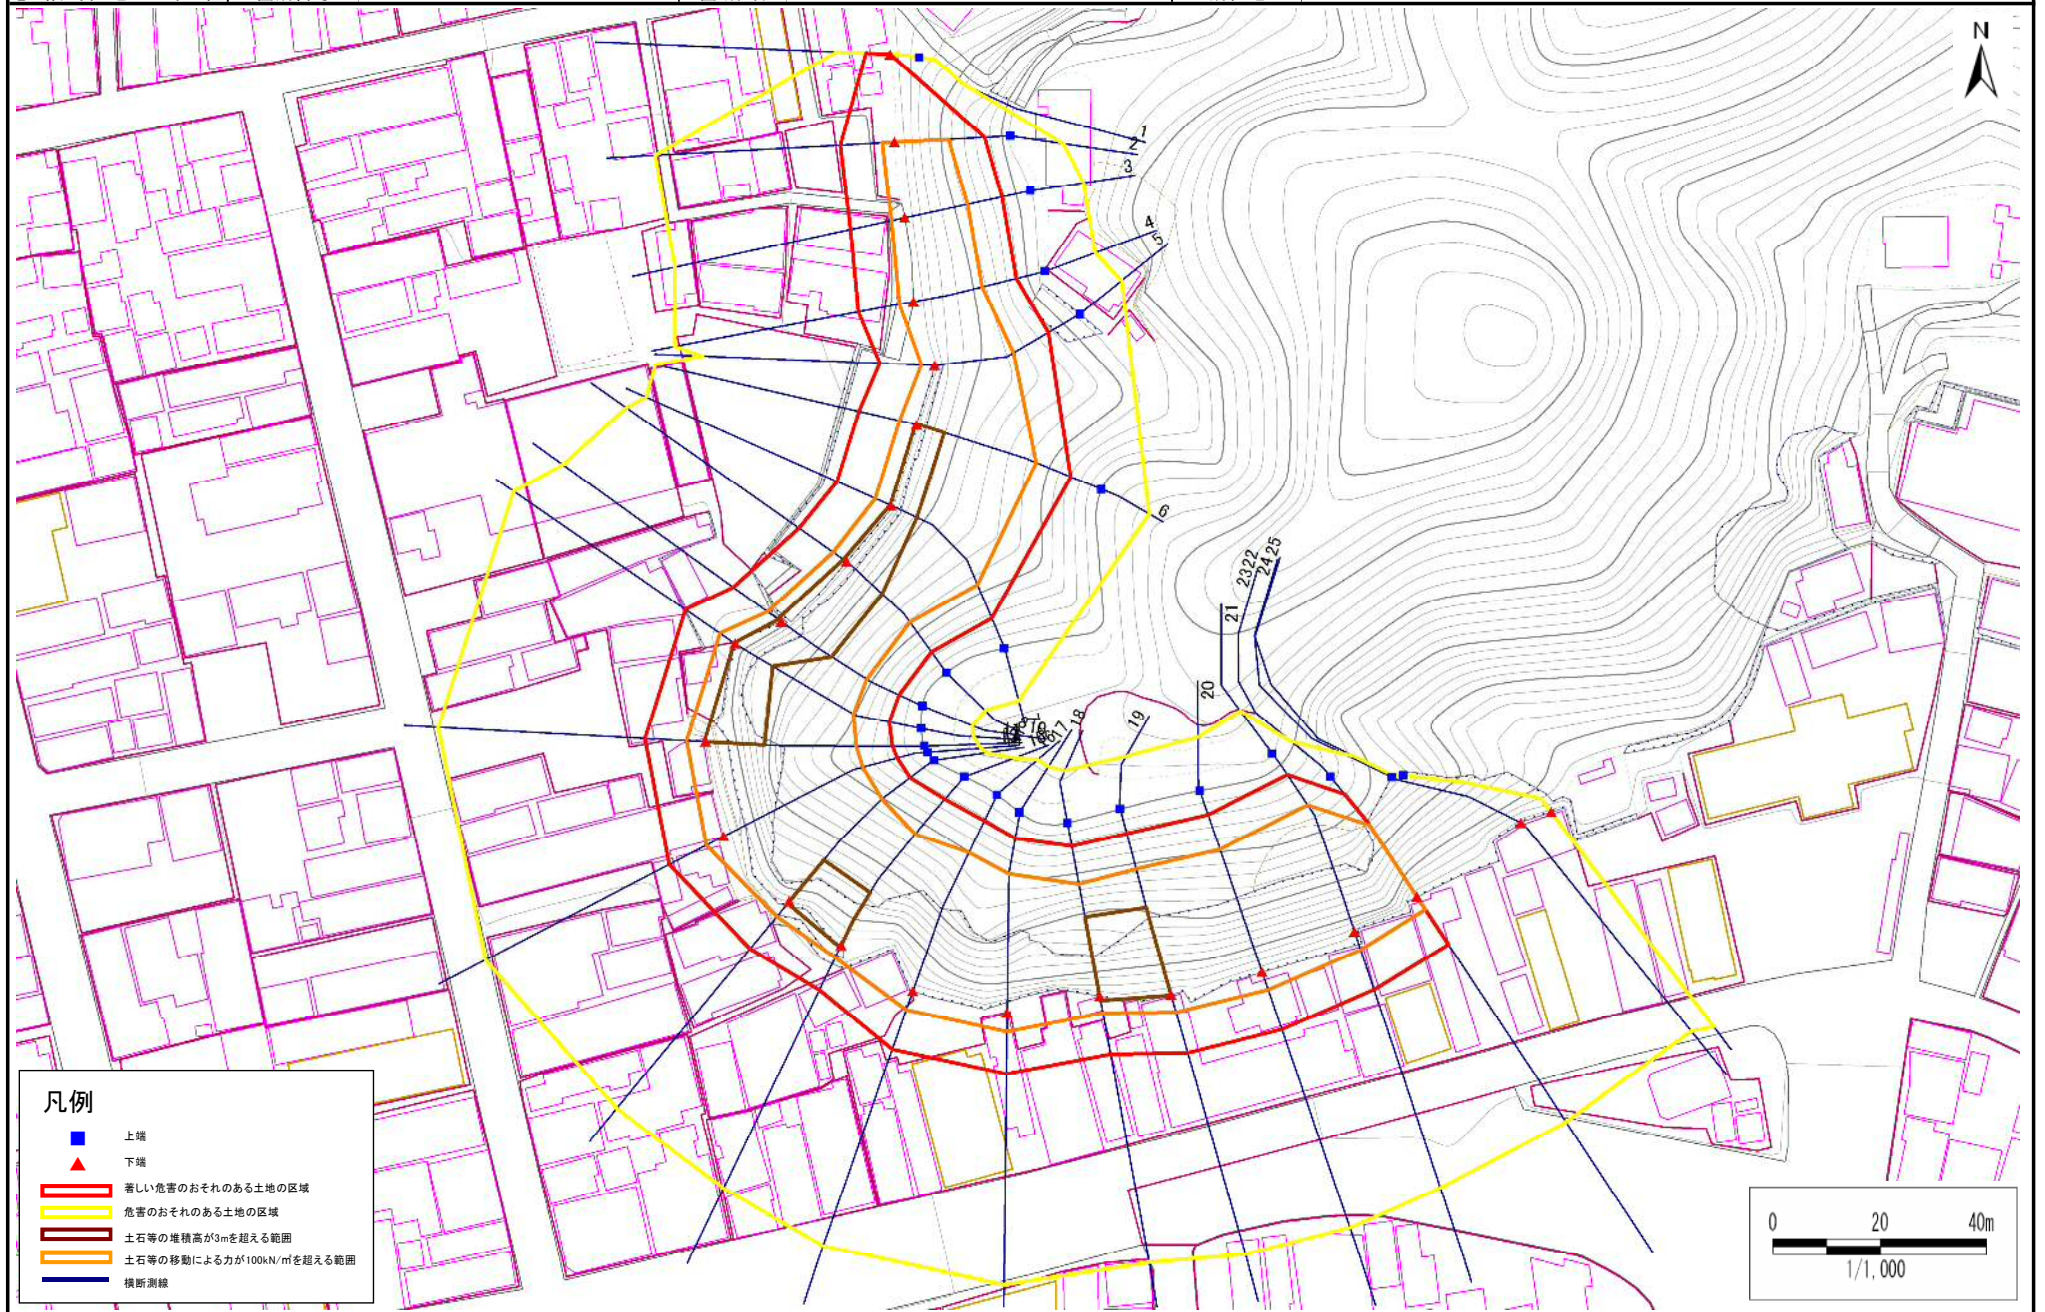 N
1
2
3
4
5
6
17
18
19
20
21
2322
2425
凡例
上端
下端
著しい危害のおそれのある土地の区域
危害のおそれのある土地の区域
土石等の堆積高が3mを超える範囲
土石等の移動による力が100kN/㎡を超える範囲
横断測線
0 20 40m
1/1,000